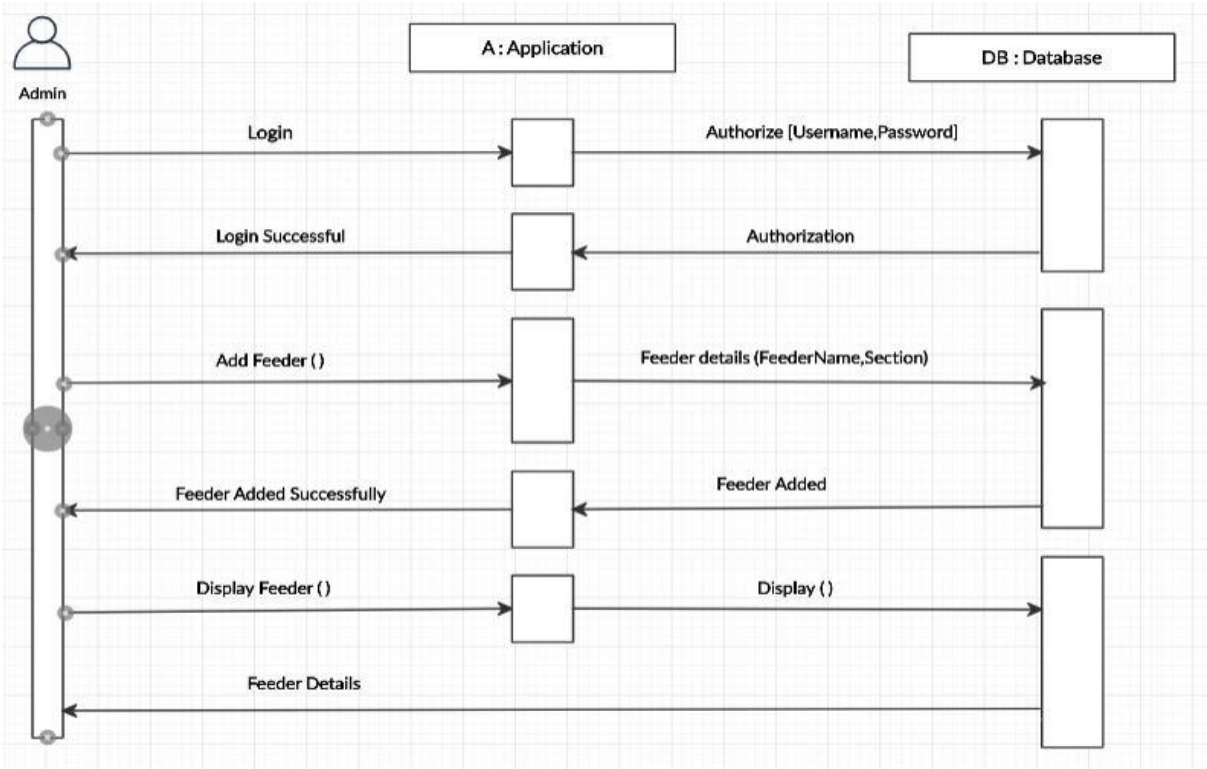 A : Application
DB : Database
Admin
Login
Authorize [Username,Password]
Login Successful
Authorization
Add Feeder ( )
Feeder details (FeederName,Section)
Feeder Added Successfully
Feeder Added
Display Feeder ( )
Display ( )
Feeder Details